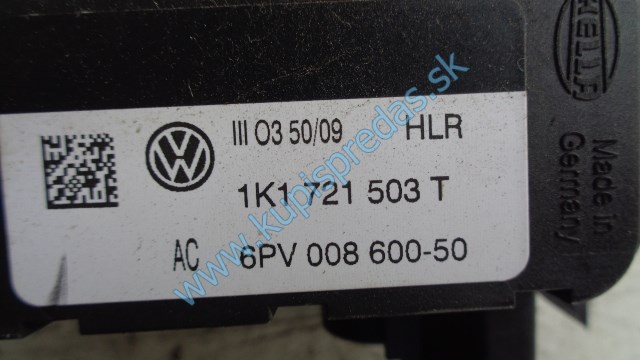 III O3 50/09 HLR
1K1 721 503 T
AC 6PV 008 600-50
HELLA
Made in
Germany
www.kupispredas.sk